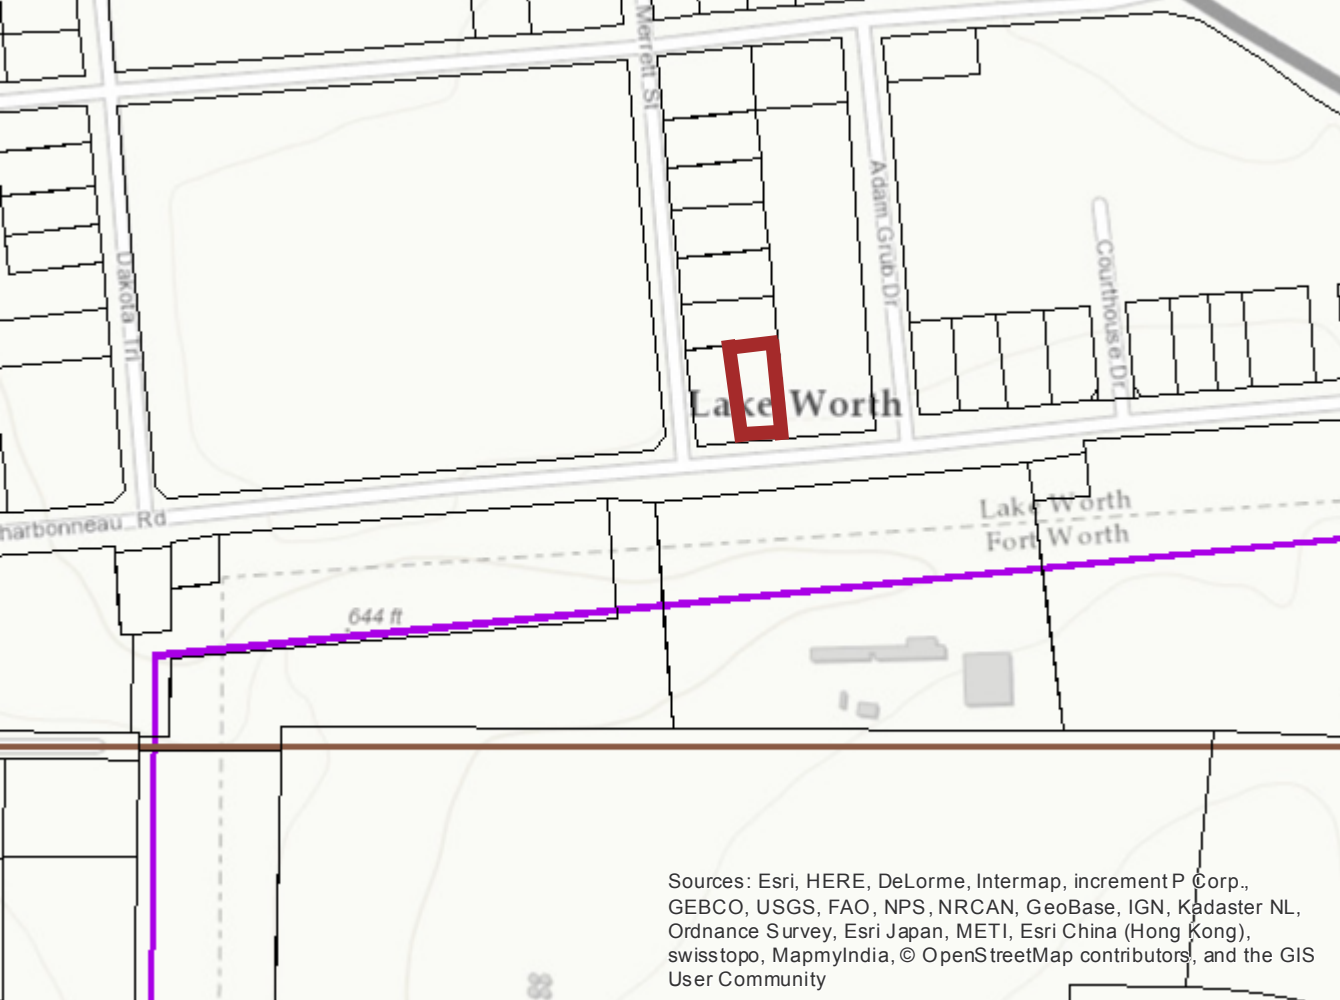 Merrett St
Adam Grub Dr
Dakota Trl
Courthouse Dr
Lake Worth
harbonneau Rd
Lake Worth
Fort Worth
644 ft
Sources: Esri, HERE, DeLorme, Intermap, increment P Corp.,
GEBCO, USGS, FAO, NPS, NRCAN, GeoBase, IGN, Kadaster NL,
Ordnance Survey, Esri Japan, METI, Esri China (Hong Kong),
swisstopo, MapmyIndia, © OpenStreetMap contributors, and the GIS
User Community